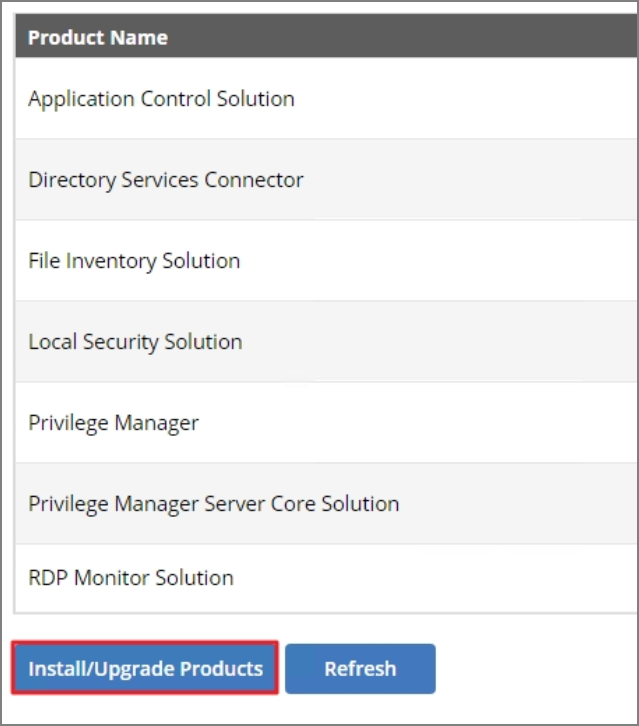 Product Name
Application Control Solution
Directory Services Connector
File Inventory Solution
Local Security Solution
Privilege Manager
Privilege Manager Server Core Solution
RDP Monitor Solution
Install/Upgrade Products Refresh